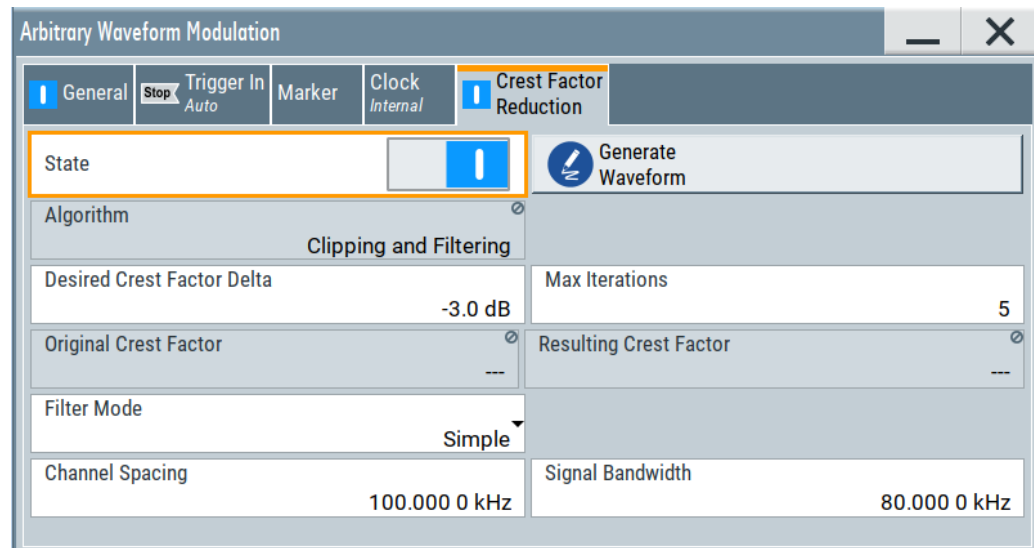 Arbitrary Waveform Modulation
General
Stop Trigger In
Auto
Marker
Clock
Internal
Crest Factor
Reduction
State
Generate
Waveform
Algorithm
Clipping and Filtering
Desired Crest Factor Delta
-3.0 dB
Max Iterations
5
Original Crest Factor
---
Resulting Crest Factor
---
Filter Mode
Simple
Channel Spacing
100.000 0 kHz
Signal Bandwidth
80.000 0 kHz